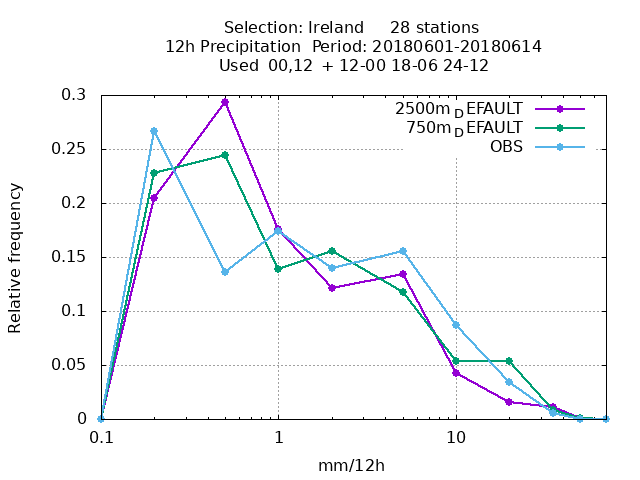 Selection: Ireland     28 stations
12h Precipitation  Period: 20180601-20180614
Used  00,12  + 12-00 18-06 24-12
0.3
2500m DEFAULT
750m DEFAULT
OBS
0.25
0.2
0.15
0.1
0.05
0
Relative frequency
0.1 1 10
mm/12h